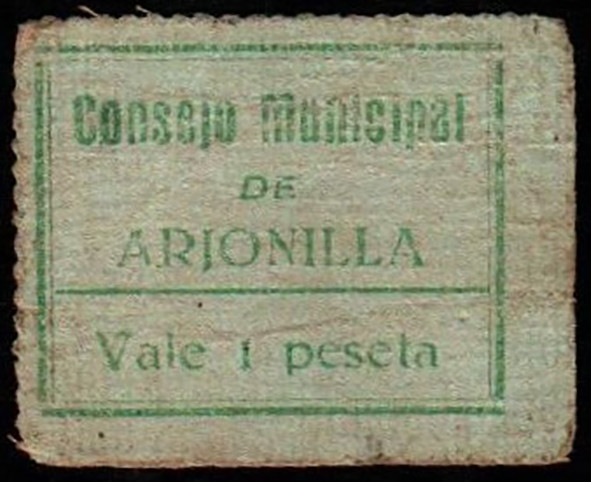 Consejo Municipal
DE
ARJONILLA
Vale 1 peseta